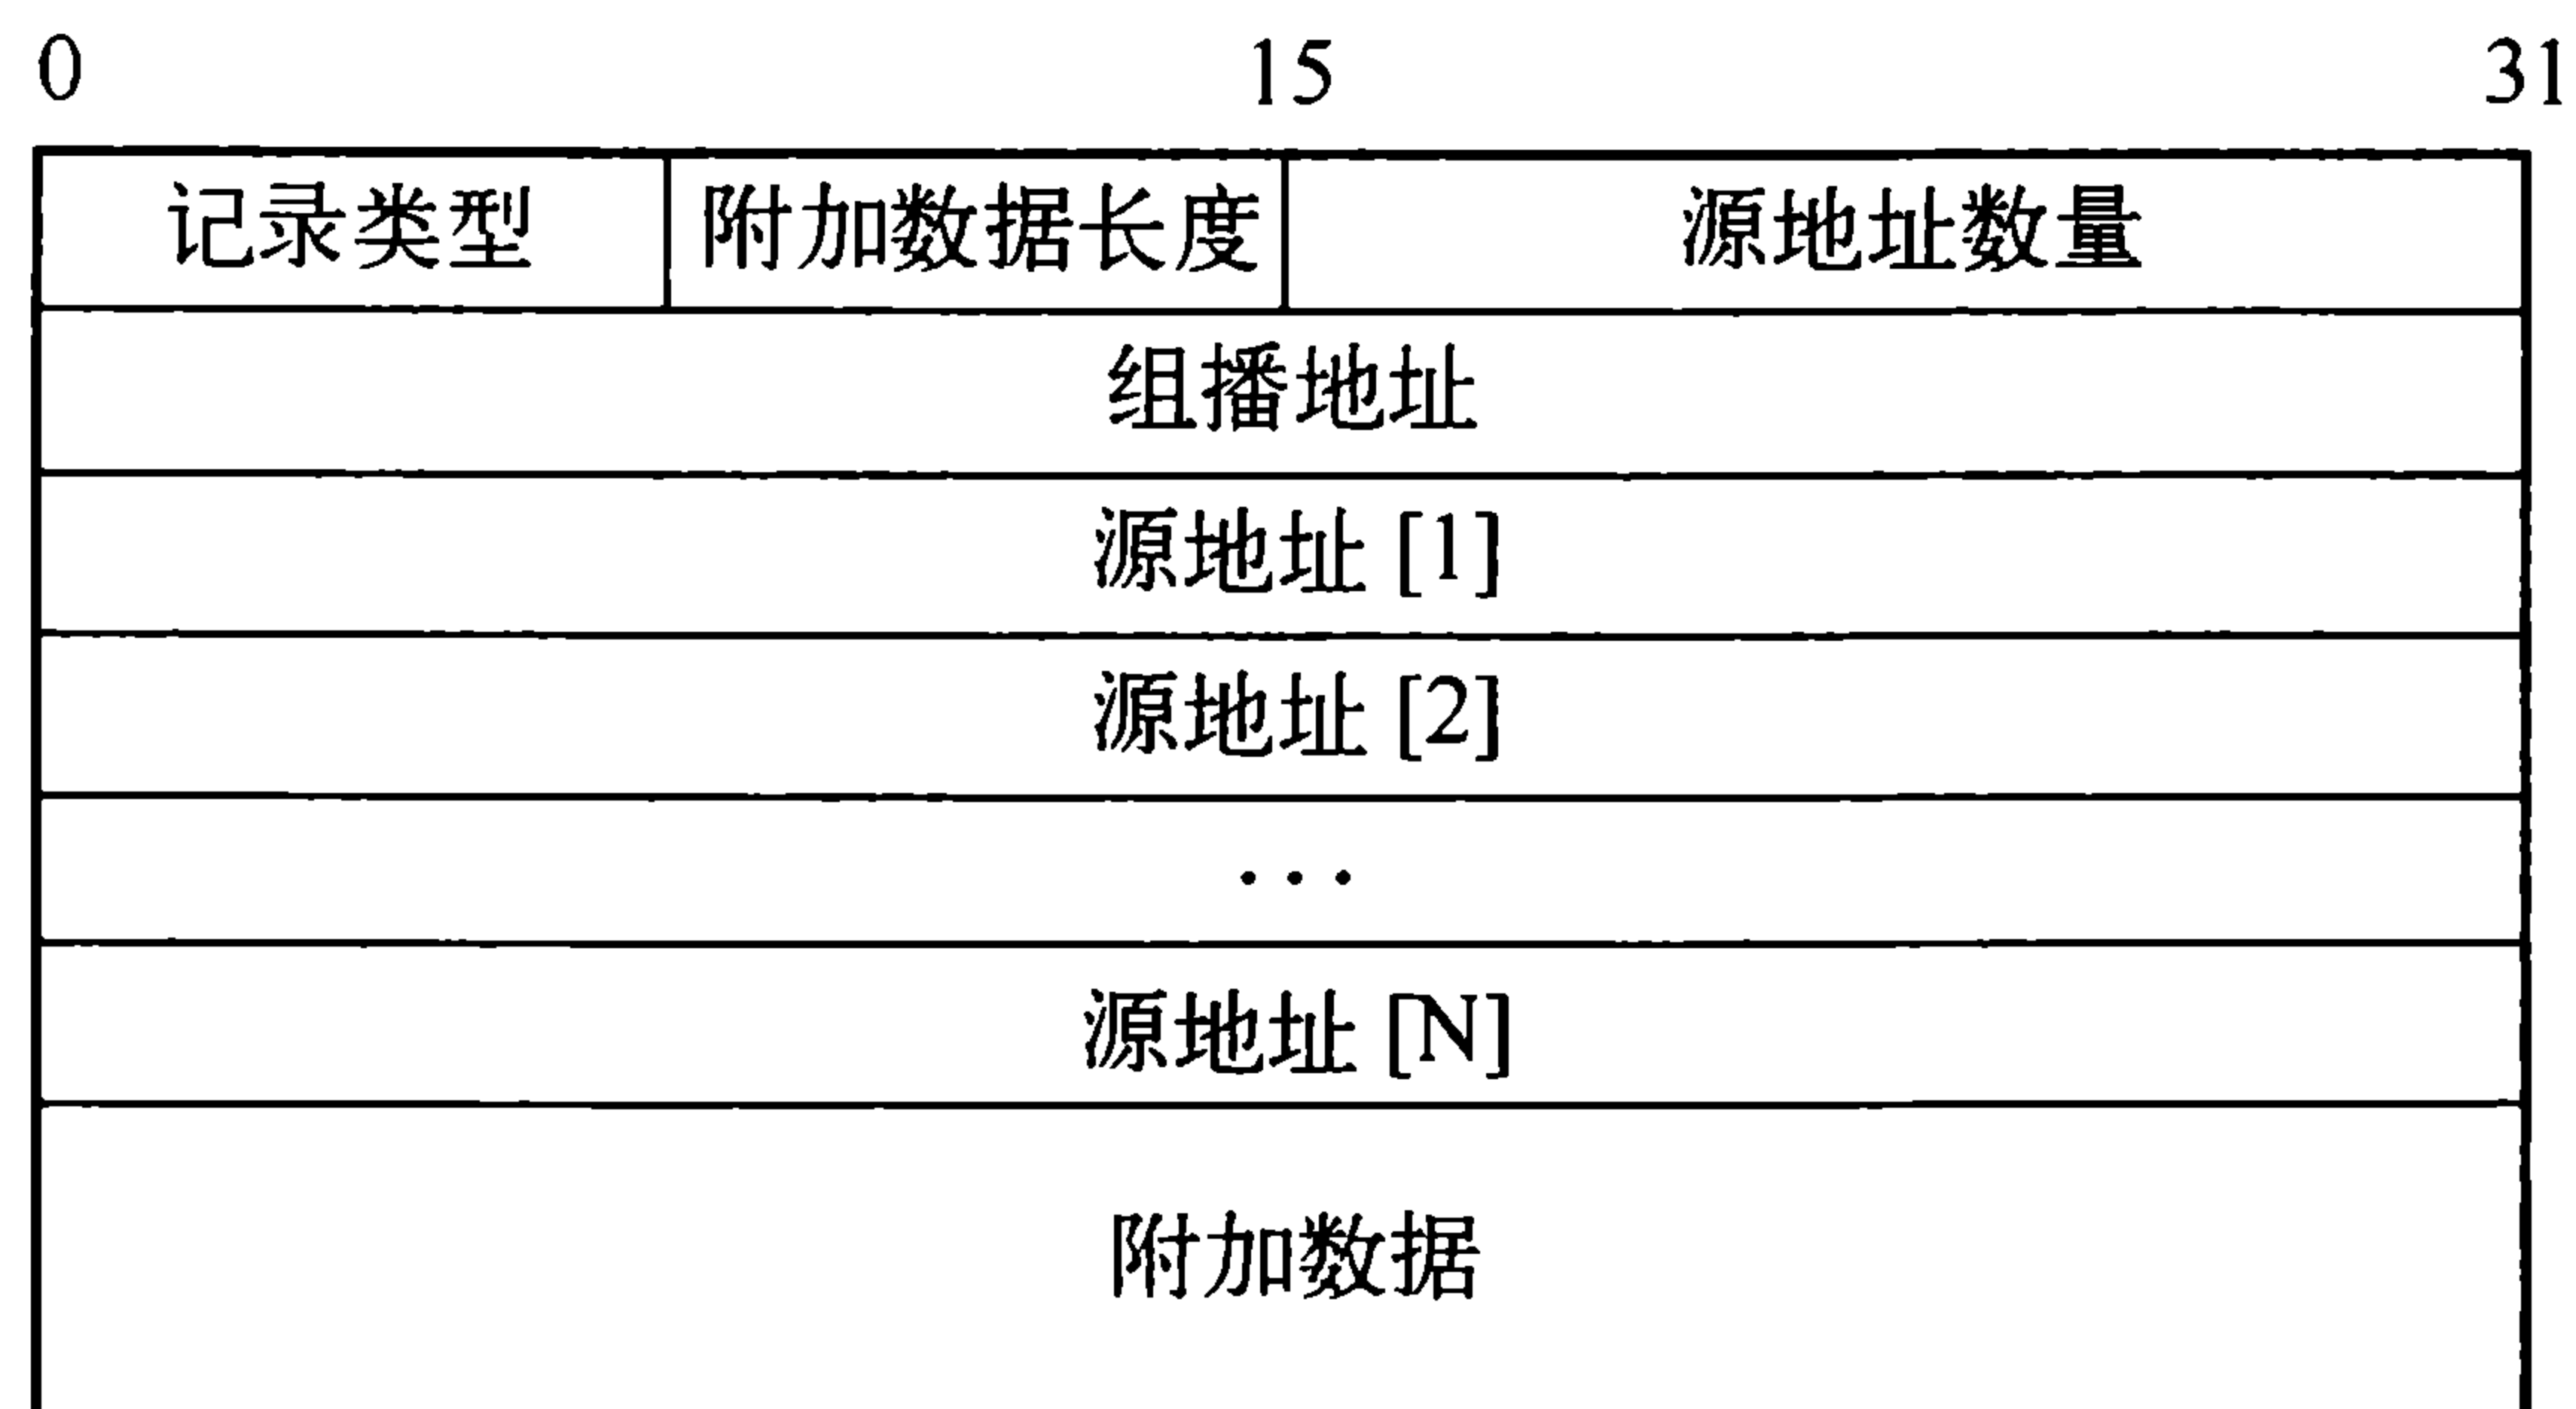 0 15 31
记录类型 附加数据长度 源地址数量
组播地址
源地址 [1]
源地址 [2]
...
源地址 [N]
附加数据